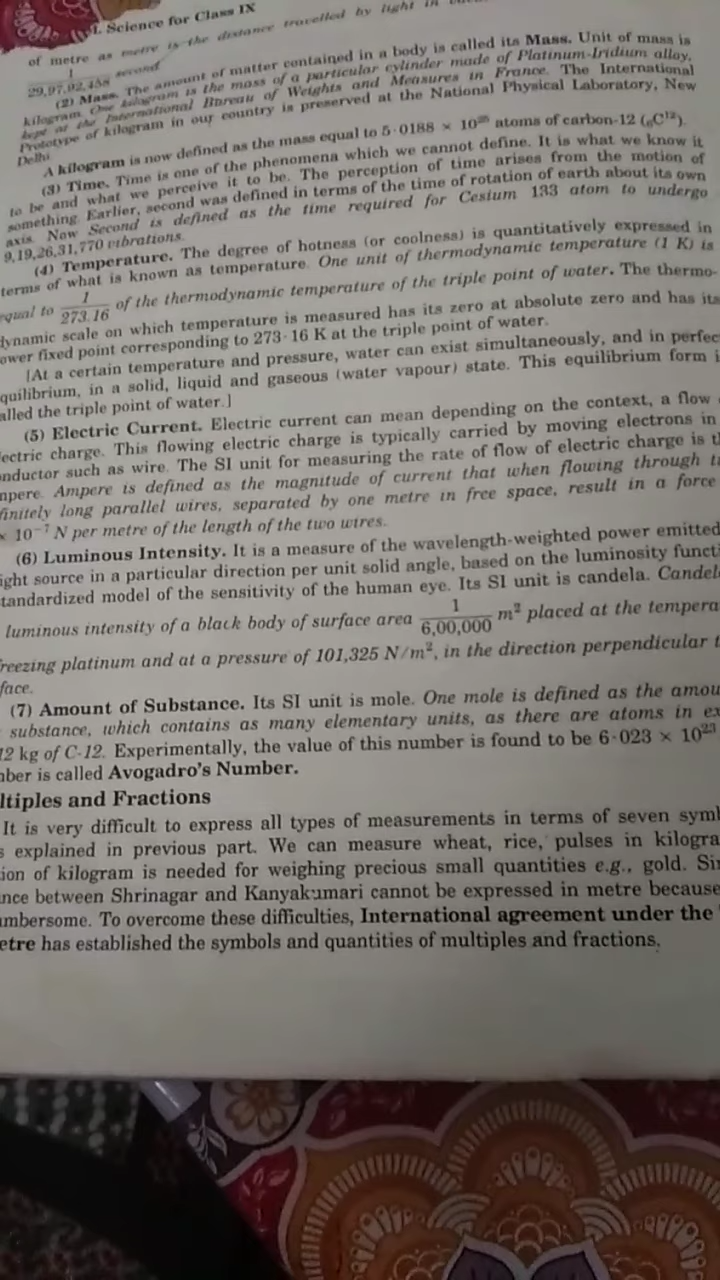 Science for Class IX
of metre as metre is the distance travelled by light in
1
29,97,92,458 second.
(2) Mass. The amount of matter contained in a body is called its Mass. Unit of mass is
kilogram. One kilogram is the mass of a particular cylinder made of Platinum-Iridium alloy,
kept at the International Bureau of Weights and Measures in France. The International
Prototype of kilogram in our country is preserved at the National Physical Laboratory, New
Delhi.
A kilogram is now defined as the mass equal to 5·0188 × 10²⁵ atoms of carbon-12 (₆C¹²).
(3) Time. Time is one of the phenomena which we cannot define. It is what we know it
to be and what we perceive it to be. The perception of time arises from the motion of
something. Earlier, second was defined in terms of the time of rotation of earth about its own
axis. Now Second is defined as the time required for Cesium 133 atom to undergo
9,19,26,31,770 vibrations.
(4) Temperature. The degree of hotness (or coolness) is quantitatively expressed in
terms of what is known as temperature. One unit of thermodynamic temperature (1 K) is
equal to 1/273.16 of the thermodynamic temperature of the triple point of water. The thermo-
dynamic scale on which temperature is measured has its zero at absolute zero and has its
ower fixed point corresponding to 273·16 K at the triple point of water.
[At a certain temperature and pressure, water can exist simultaneously, and in perfec
quilibrium, in a solid, liquid and gaseous (water vapour) state. This equilibrium form i
alled the triple point of water.]
(5) Electric Current. Electric current can mean depending on the context, a flow
ectric charge. This flowing electric charge is typically carried by moving electrons in
onductor such as wire. The SI unit for measuring the rate of flow of electric charge is t
mpere. Ampere is defined as the magnitude of current that when flowing through t
finitely long parallel wires, separated by one metre in free space, result in a force
× 10⁻⁷ N per metre of the length of the two wires.
(6) Luminous Intensity. It is a measure of the wavelength-weighted power emitted
ight source in a particular direction per unit solid angle, based on the luminosity functi
tandardized model of the sensitivity of the human eye. Its SI unit is candela. Candel
luminous intensity of a black body of surface area 1/6,00,000 m² placed at the tempera
reezing platinum and at a pressure of 101,325 N/m², in the direction perpendicular t
face.
(7) Amount of Substance. Its SI unit is mole. One mole is defined as the amou
substance, which contains as many elementary units, as there are atoms in ex
12 kg of C-12. Experimentally, the value of this number is found to be 6·023 × 10²³
mber is called Avogadro's Number.
ltiples and Fractions
It is very difficult to express all types of measurements in terms of seven symb
s explained in previous part. We can measure wheat, rice, pulses in kilogra
ion of kilogram is needed for weighing precious small quantities e.g., gold. Sim
ance between Shrinagar and Kanyakumari cannot be expressed in metre because
umbersome. To overcome these difficulties, International agreement under the
etre has established the symbols and quantities of multiples and fractions.